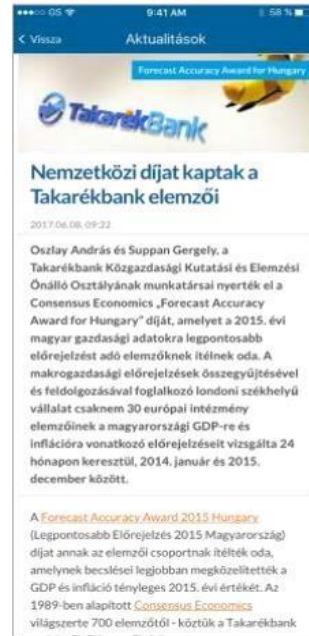 GS 9:41 AM 58 %
Vissza Aktualitások
Forecast Accuracy Award for Hungary
TakarékBank
Nemzetközi díjat kaptak a
Takarékbank elemzői
2017.06.08. 09:22
Oszlay András és Suppan Gergely, a
Takarékbank Közgazdasági Kutatási és Elemzési
Önálló Osztályának munkatársai nyerték el a
Consensus Economics „Forecast Accuracy
Award for Hungary” díját, amelyet a 2015. évi
magyar gazdasági adatokra legpontosabb
előrejelzést adó elemzőknek ítélnek oda. A
makrogazdasági előrejelzések összegyűjtésével
és feldolgozásával foglalkozó londoni székhelyű
vállalat csaknem 30 európai intézmény
elemzőinek a magyarországi GDP-re és
inflációra vonatkozó előrejelzéseit vizsgálta 24
hónapon keresztül, 2014. január és 2015.
december között.
A Forecast Accuracy Award 2015 Hungary
(Legpontosabb Előrejelzés 2015 Magyarország)
díjat annak az elemzői csoportnak ítélték oda,
amelynek becslései legjobban megközelítették a
GDP és infláció tényleges 2015. évi értékét. Az
1989-ben alapított Consensus Economics
világszerte 700 elemzőtől - köztük a Takarékbank